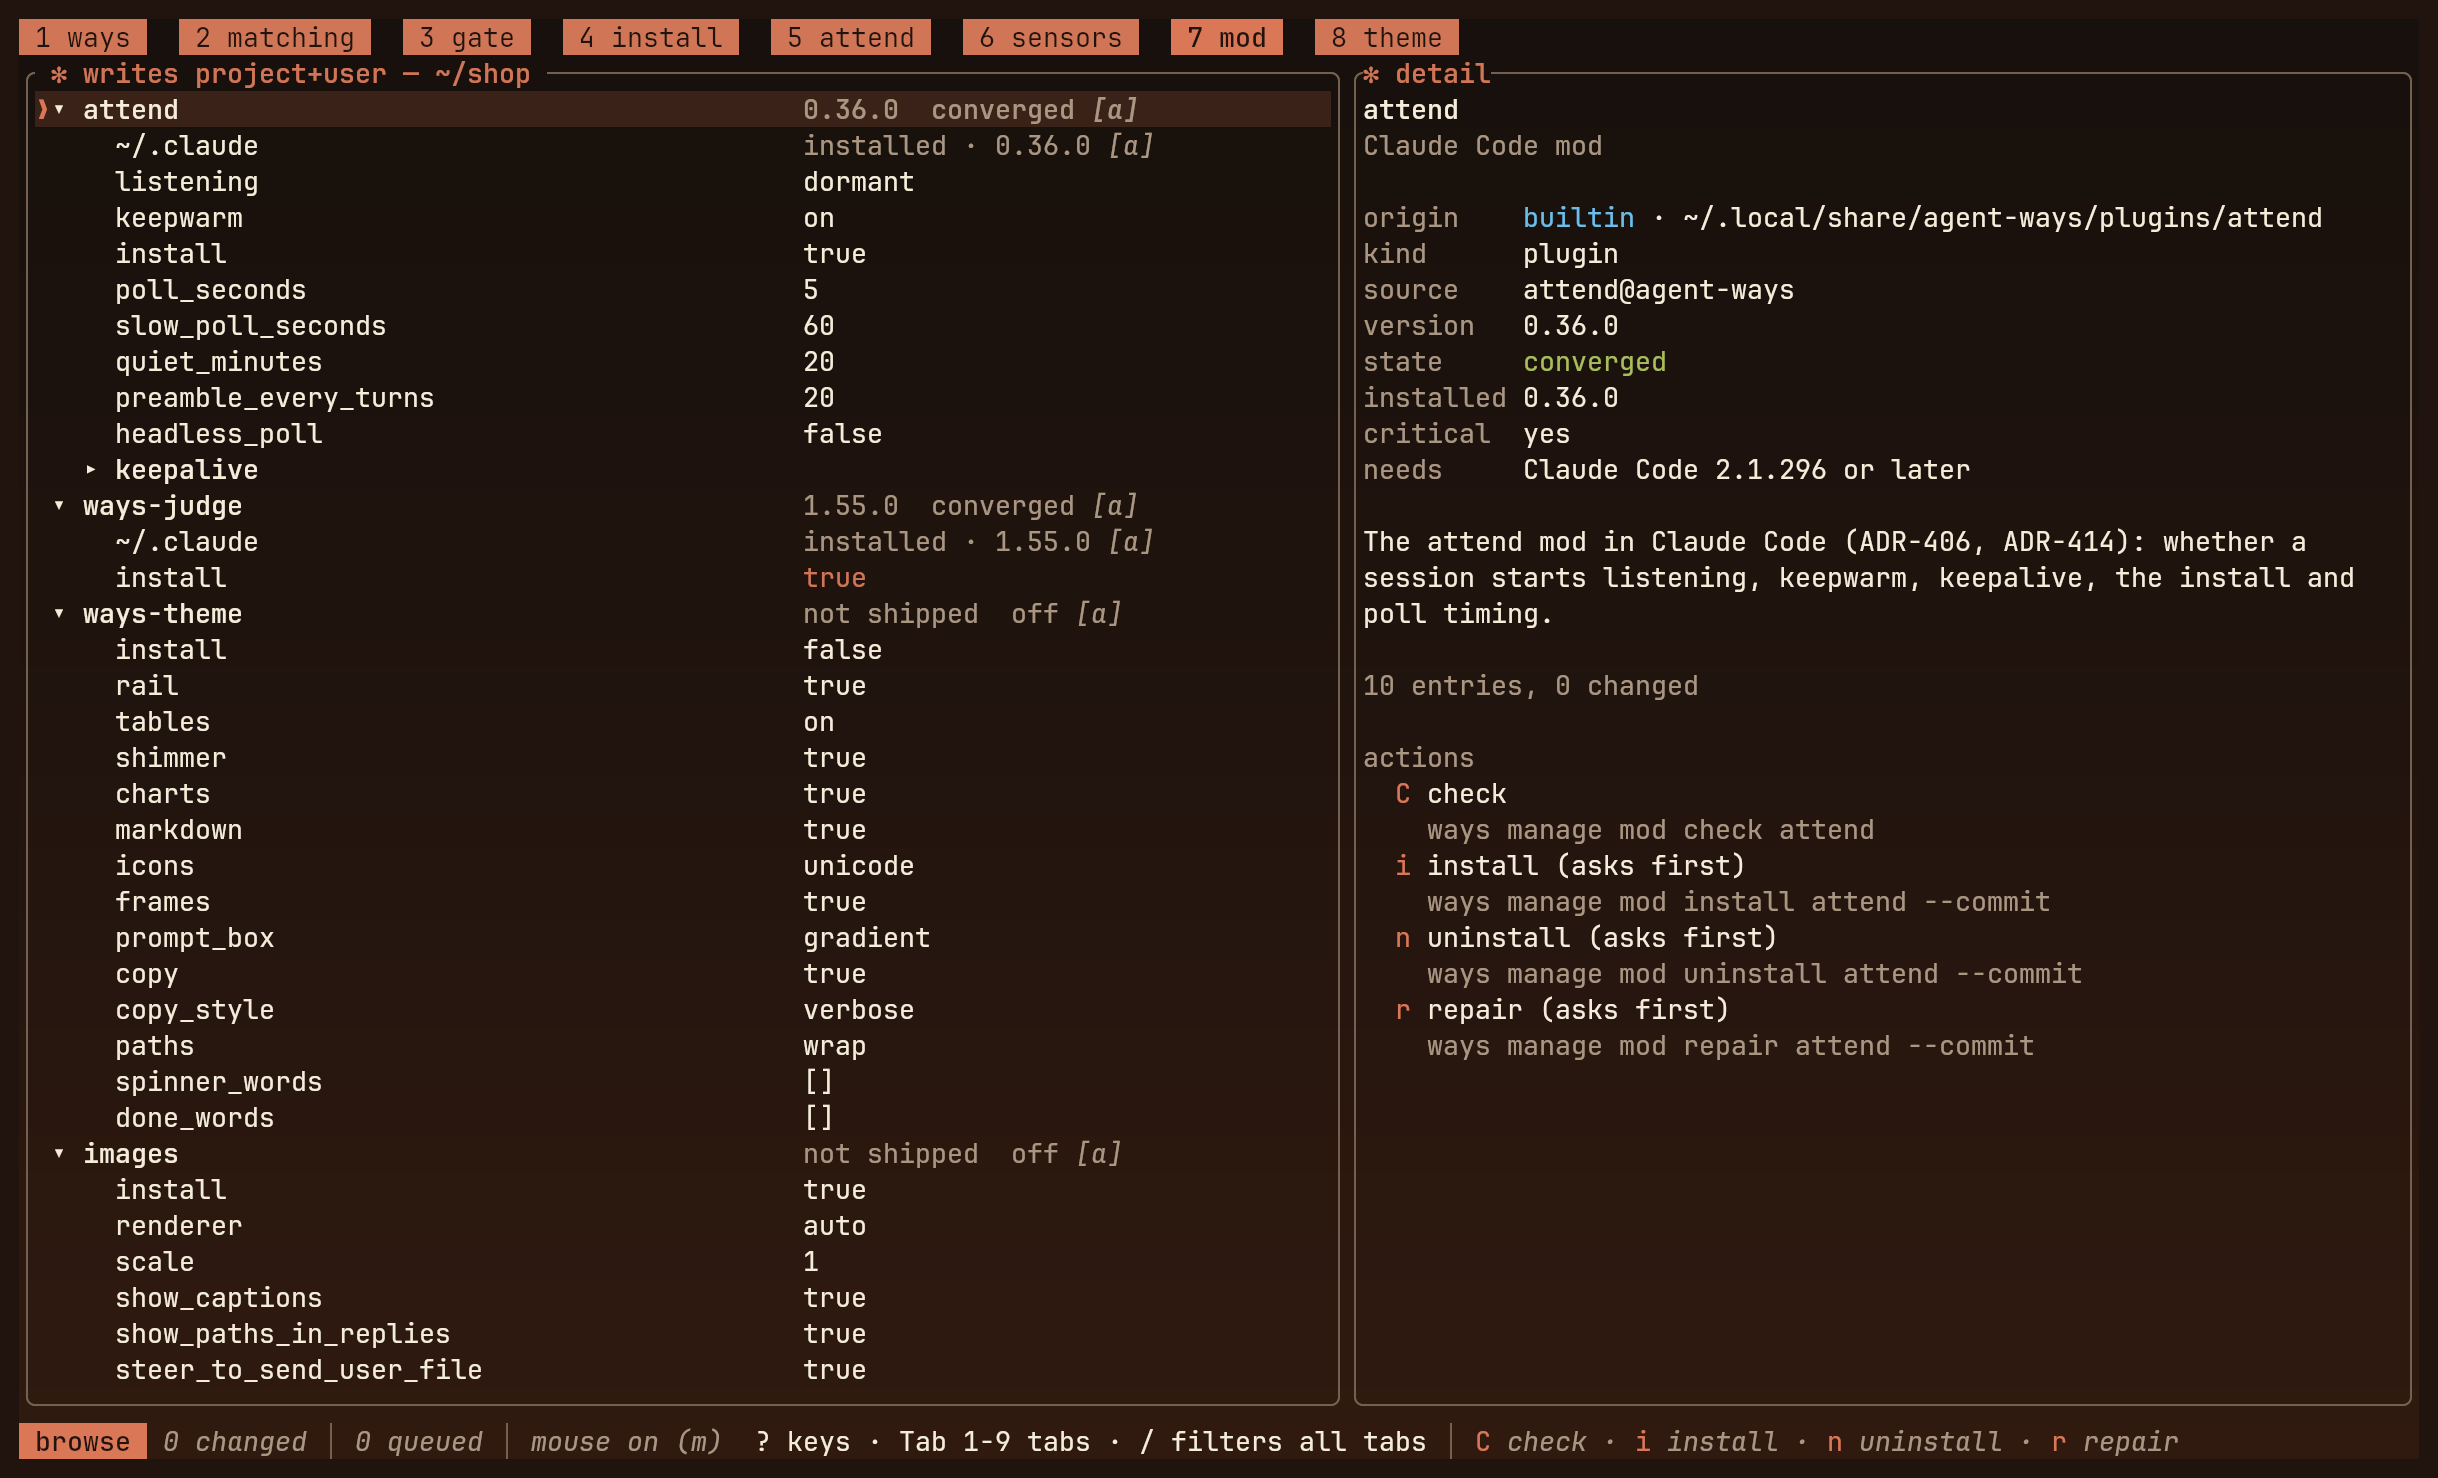 1 ways 2 matching 3 gate 4 install 5 attend 6 sensors 7 mod 8 theme
✻ writes project+user — ~/shop
❱▾ attend 0.36.0 converged [a]
~/.claude installed · 0.36.0 [a]
listening dormant
keepwarm on
install true
poll_seconds 5
slow_poll_seconds 60
quiet_minutes 20
preamble_every_turns 20
headless_poll false
▸ keepalive
▾ ways-judge 1.55.0 converged [a]
~/.claude installed · 1.55.0 [a]
install true
▾ ways-theme not shipped off [a]
install false
rail true
tables on
shimmer true
charts true
markdown true
icons unicode
frames true
prompt_box gradient
copy true
copy_style verbose
paths wrap
spinner_words []
done_words []
▾ images not shipped off [a]
install true
renderer auto
scale 1
show_captions true
show_paths_in_replies true
steer_to_send_user_file true
✻ detail
attend
Claude Code mod
origin builtin · ~/.local/share/agent-ways/plugins/attend
kind plugin
source attend@agent-ways
version 0.36.0
state converged
installed 0.36.0
critical yes
needs Claude Code 2.1.296 or later
The attend mod in Claude Code (ADR-406, ADR-414): whether a
session starts listening, keepwarm, keepalive, the install and
poll timing.
10 entries, 0 changed
actions
C check
ways manage mod check attend
i install (asks first)
ways manage mod install attend --commit
n uninstall (asks first)
ways manage mod uninstall attend --commit
r repair (asks first)
ways manage mod repair attend --commit
browse 0 changed │ 0 queued │ mouse on (m) ? keys · Tab 1-9 tabs · / filters all tabs │ C check · i install · n uninstall · r repair